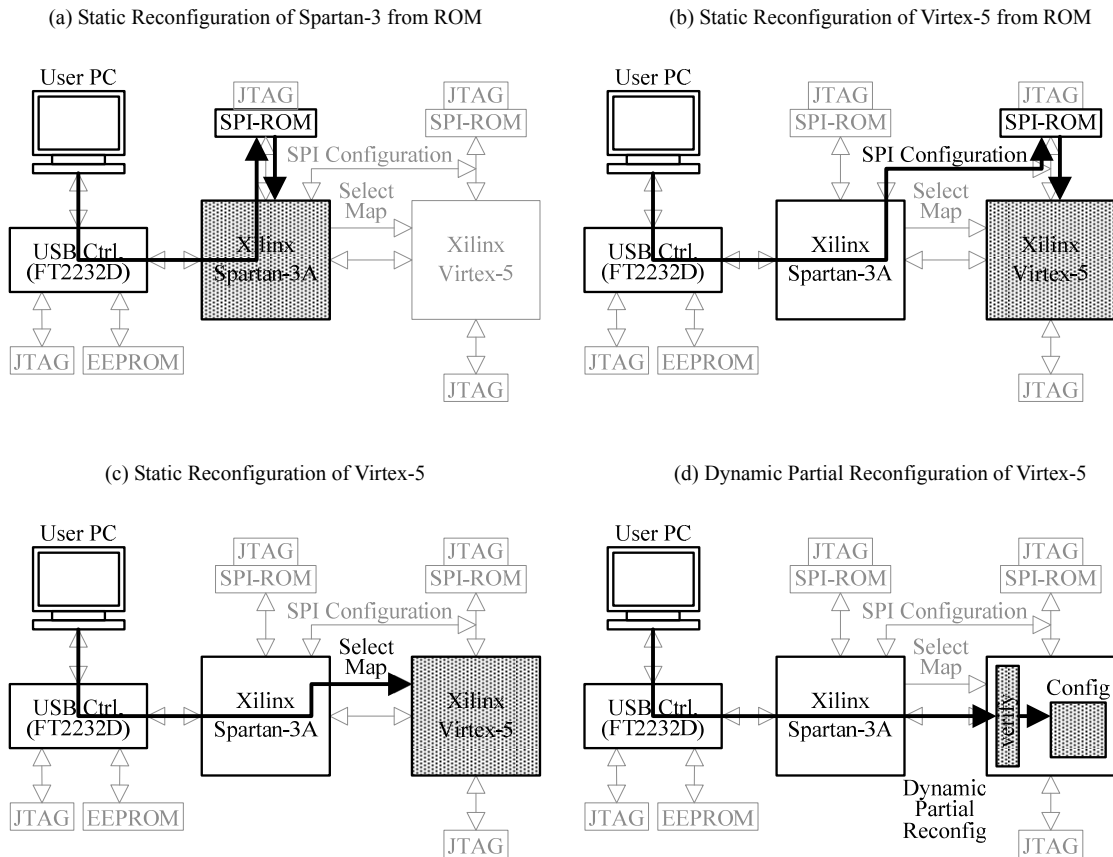 (a) Static Reconfiguration of Spartan-3 from ROM
User PC
JTAG
SPI-ROM
JTAG
SPI-ROM
SPI Configuration
Select
Map
USB Ctrl.
(FT2232D)
Xilinx
Spartan-3A
Xilinx
Virtex-5
JTAG
EEPROM
JTAG
(b) Static Reconfiguration of Virtex-5 from ROM
User PC
JTAG
SPI-ROM
JTAG
SPI-ROM
SPI Configuration
Select
Map
USB Ctrl.
(FT2232D)
Xilinx
Spartan-3A
Xilinx
Virtex-5
JTAG
EEPROM
JTAG
(c) Static Reconfiguration of Virtex-5
User PC
JTAG
SPI-ROM
JTAG
SPI-ROM
SPI Configuration
Select
Map
USB Ctrl.
(FT2232D)
Xilinx
Spartan-3A
Xilinx
Virtex-5
JTAG
EEPROM
JTAG
(d) Dynamic Partial Reconfiguration of Virtex-5
User PC
JTAG
SPI-ROM
JTAG
SPI-ROM
SPI Configuration
Select
Map
USB Ctrl.
(FT2232D)
Xilinx
Spartan-3A
verify
Config
Dynamic
Partial
Reconfig
JTAG
EEPROM
JTAG